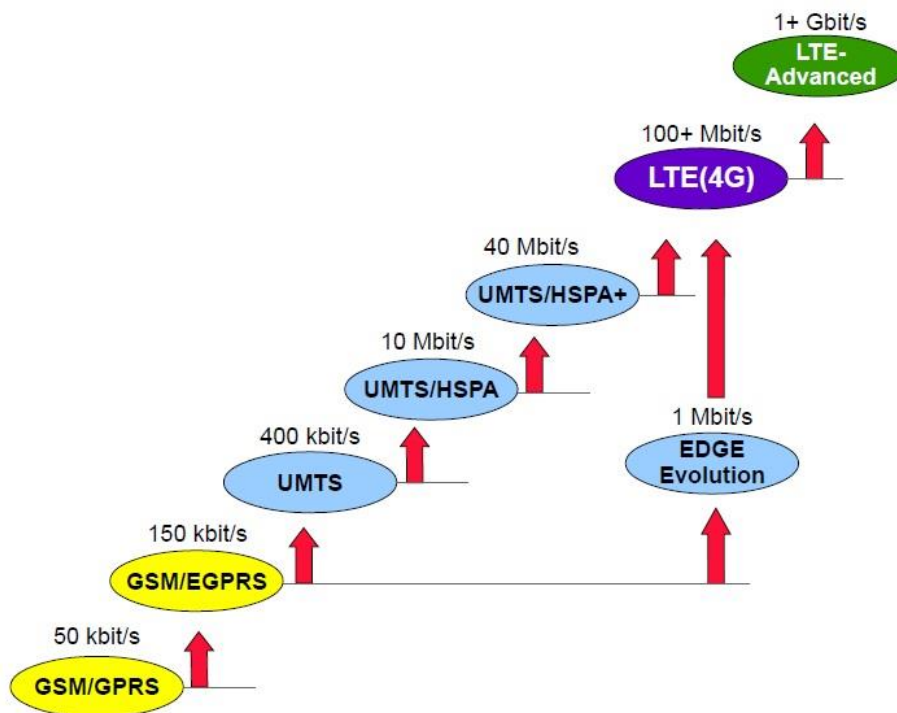 1+ Gbit/s
LTE-
Advanced
100+ Mbit/s
LTE(4G)
40 Mbit/s
UMTS/HSPA+
10 Mbit/s
UMTS/HSPA
1 Mbit/s
EDGE
Evolution
400 kbit/s
UMTS
150 kbit/s
GSM/EGPRS
50 kbit/s
GSM/GPRS